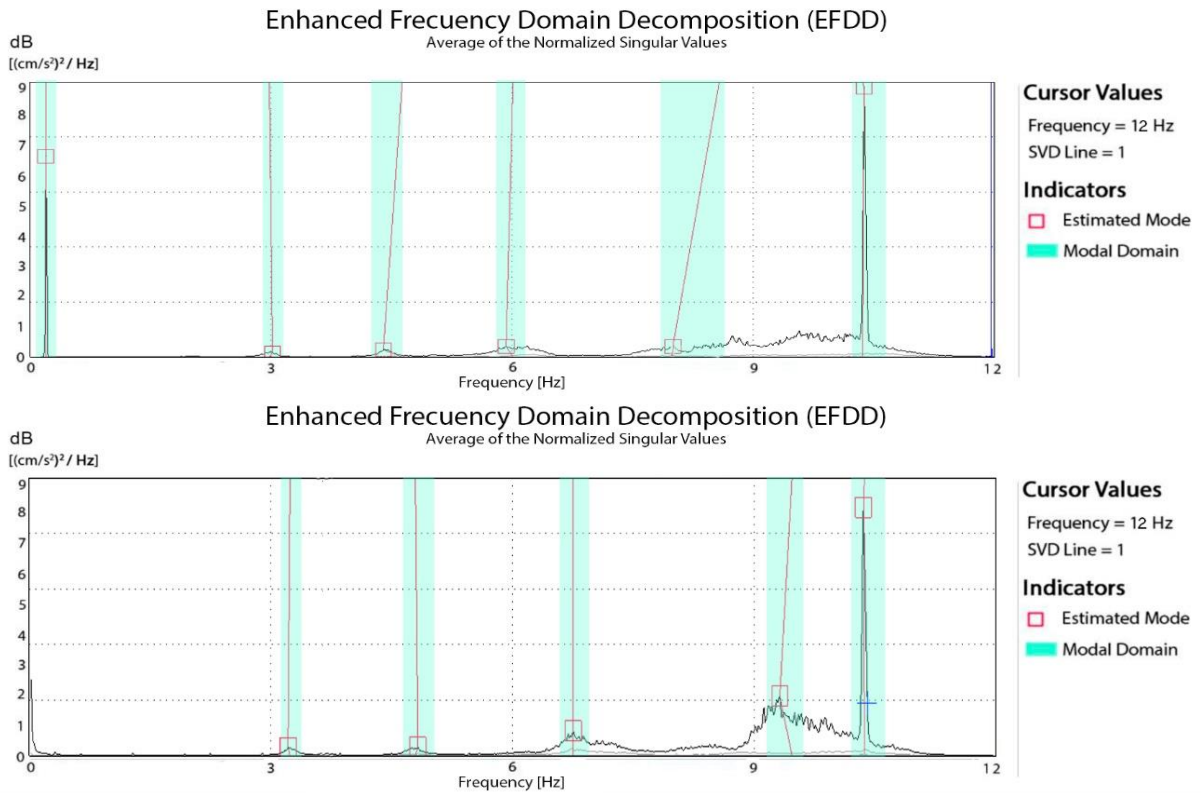 Enhanced Frecuency Domain Decomposition (EFDD)
Average of the Normalized Singular Values
dB
[(cm/s²)² / Hz]
9
8
7
6
5
4
3
2
1
0
0 3 6 9 12
Frequency [Hz]
Cursor Values
Frequency = 12 Hz
SVD Line = 1
Indicators
Estimated Mode
Modal Domain
Enhanced Frecuency Domain Decomposition (EFDD)
Average of the Normalized Singular Values
dB
[(cm/s²)² / Hz]
9
8
7
6
5
4
3
2
1
0
0 3 6 9 12
Frequency [Hz]
Cursor Values
Frequency = 12 Hz
SVD Line = 1
Indicators
Estimated Mode
Modal Domain